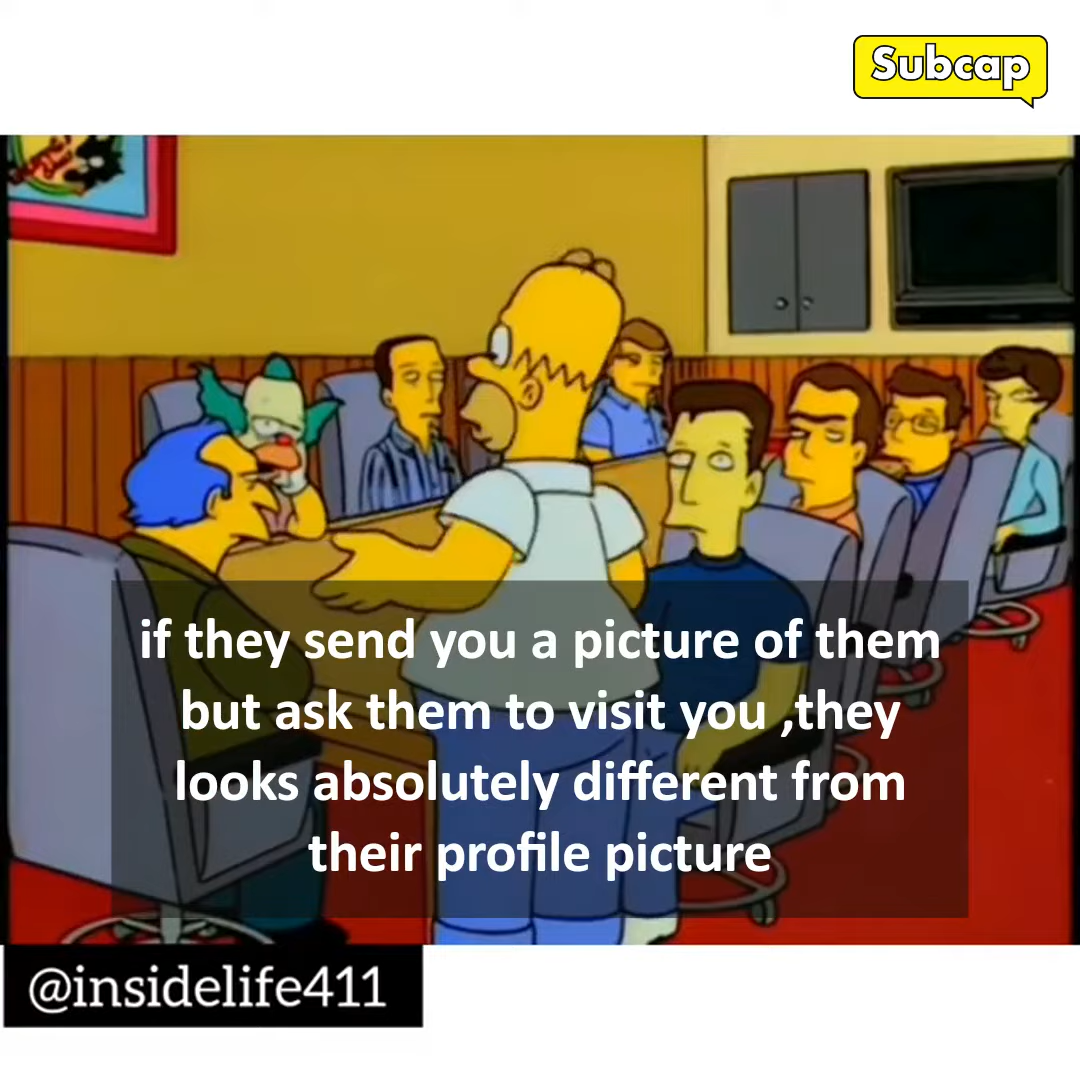 Subcap
if they send you a picture of them
but ask them to visit you ,they
looks absolutely different from
their profile picture
@insidelife411